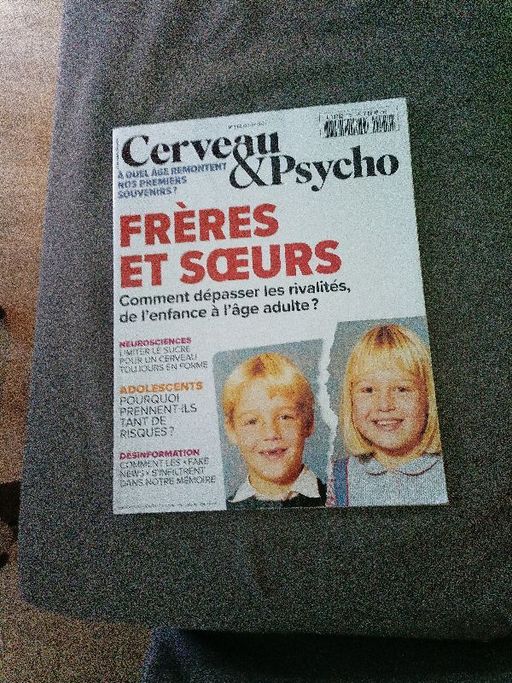 Cerveau
&Psycho
À QUEL ÂGE REMONTENT
NOS PREMIERS
SOUVENIRS ?
FRÈRES
ET SŒURS
Comment dépasser les rivalités,
de l'enfance à l'âge adulte ?
NEUROSCIENCES
LIMITER LE SUCRE
POUR UN CERVEAU
TOUJOURS EN FORME
ADOLESCENTS
POURQUOI
PRENNENT-ILS
TANT DE
RISQUES ?
DÉSINFORMATION
COMMENT LES « FAKE
NEWS » S'INFILTRENT
DANS NOTRE MÉMOIRE